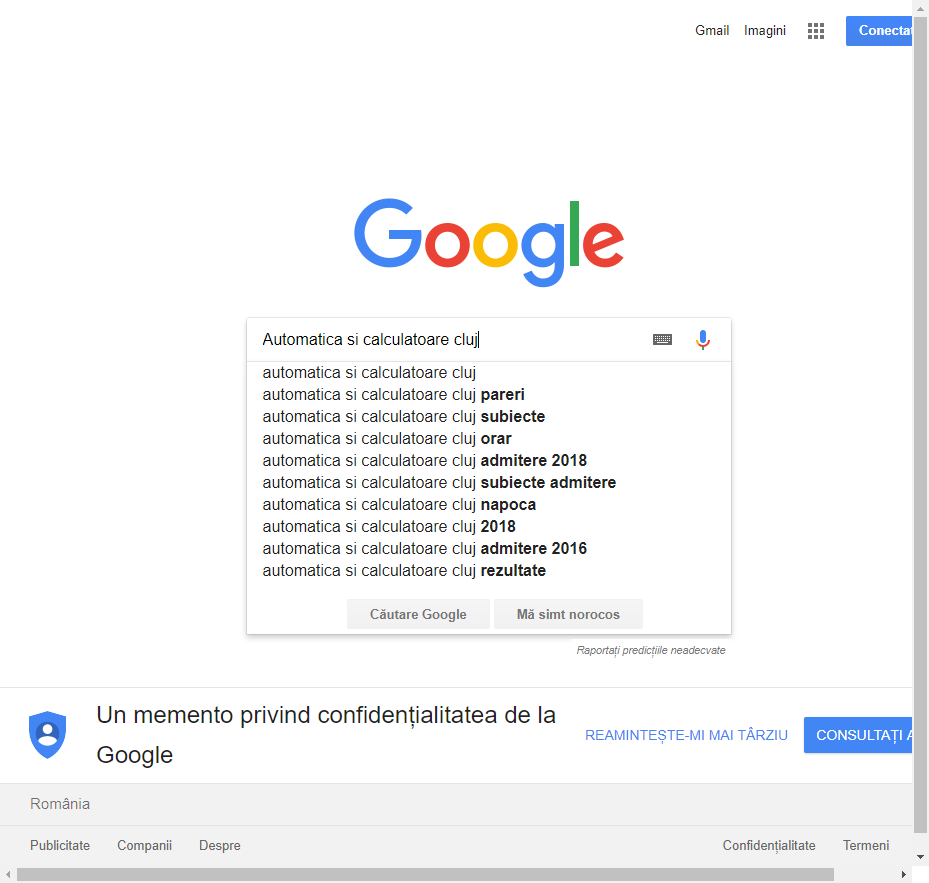 Gmail Imagini Conectat
Google
Automatica si calculatoare cluj
automatica si calculatoare cluj
automatica si calculatoare cluj pareri
automatica si calculatoare cluj subiecte
automatica si calculatoare cluj orar
automatica si calculatoare cluj admitere 2018
automatica si calculatoare cluj subiecte admitere
automatica si calculatoare cluj napoca
automatica si calculatoare cluj 2018
automatica si calculatoare cluj admitere 2016
automatica si calculatoare cluj rezultate
Căutare Google Mă simt norocos
Raportați predicțiile neadecvate
Un memento privind confidențialitatea de la
Google
REAMINTEȘTE-MI MAI TÂRZIU CONSULTAȚI A
România
Publicitate Companii Despre Confidențialitate Termeni